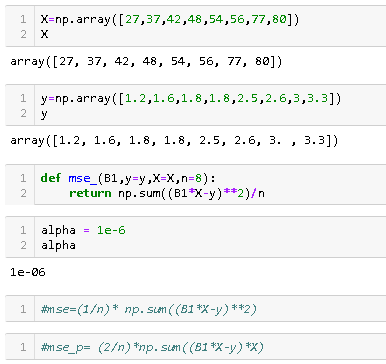 1 X=np.array([27,37,42,48,54,56,77,80])
2 X
array([27, 37, 42, 48, 54, 56, 77, 80])
1 y=np.array([1.2,1.6,1.8,1.8,2.5,2.6,3,3.3])
2 y
array([1.2, 1.6, 1.8, 1.8, 2.5, 2.6, 3. , 3.3])
1 def mse_(B1,y=y,X=X,n=8):
2     return np.sum((B1*X-y)**2)/n
1 alpha = 1e-6
2 alpha
1e-06
1 #mse=(1/n)* np.sum((B1*X-y)**2)
1 #mse_p= (2/n)*np.sum((B1*X-y)*X)